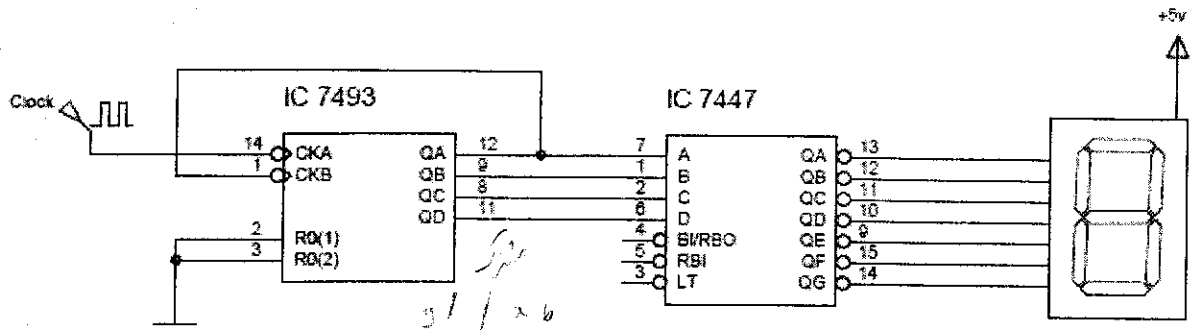 +5v
Clock
IC 7493
IC 7447
14 CKA QA 12
1 CKB QB 9
QC 8
QD 11
2 R0(1)
3 R0(2)
7 A QA 13
1 B QB 12
2 C QC 11
6 D QD 10
4 BI/RBO QE 9
5 RBI QF 15
3 LT QG 14